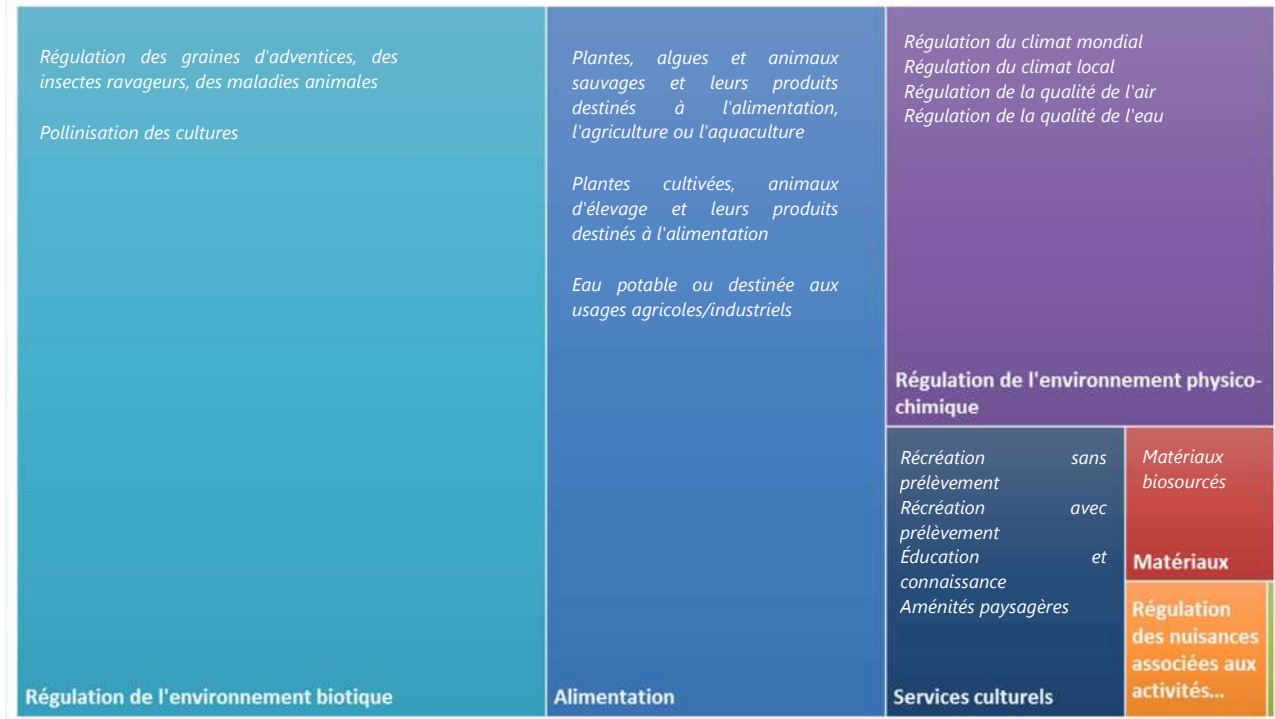 Régulation des graines d'adventices, des
insectes ravageurs, des maladies animales
Pollinisation des cultures
Régulation de l'environnement biotique
Plantes, algues et animaux
sauvages et leurs produits
destinés à l'alimentation,
l'agriculture ou l'aquaculture
Plantes cultivées, animaux
d'élevage et leurs produits
destinés à l'alimentation
Eau potable ou destinée aux
usages agricoles/industriels
Alimentation
Régulation du climat mondial
Régulation du climat local
Régulation de la qualité de l'air
Régulation de la qualité de l'eau
Régulation de l'environnement physico-
chimique
Récréation sans
prélèvement
Récréation avec
prélèvement
Éducation et
connaissance
Aménités paysagères
Services culturels
Matériaux
biosourcés
Matériaux
Régulation
des nuisances
associées aux
activités...